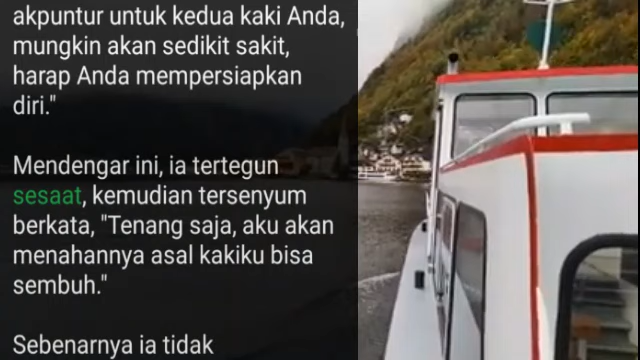 akpuntur untuk kedua kaki Anda,
mungkin akan sedikit sakit,
harap Anda mempersiapkan
diri."
Mendengar ini, ia tertegun
sesaat, kemudian tersenyum
berkata, "Tenang saja, aku akan
menahannya asal kakiku bisa
sembuh."
Sebenarnya ia tidak